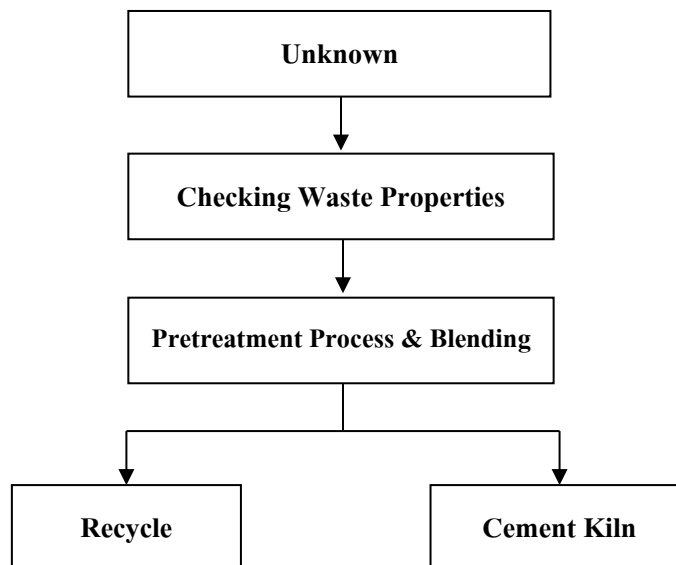 Unknown
Checking Waste Properties
Pretreatment Process & Blending
Recycle
Cement Kiln